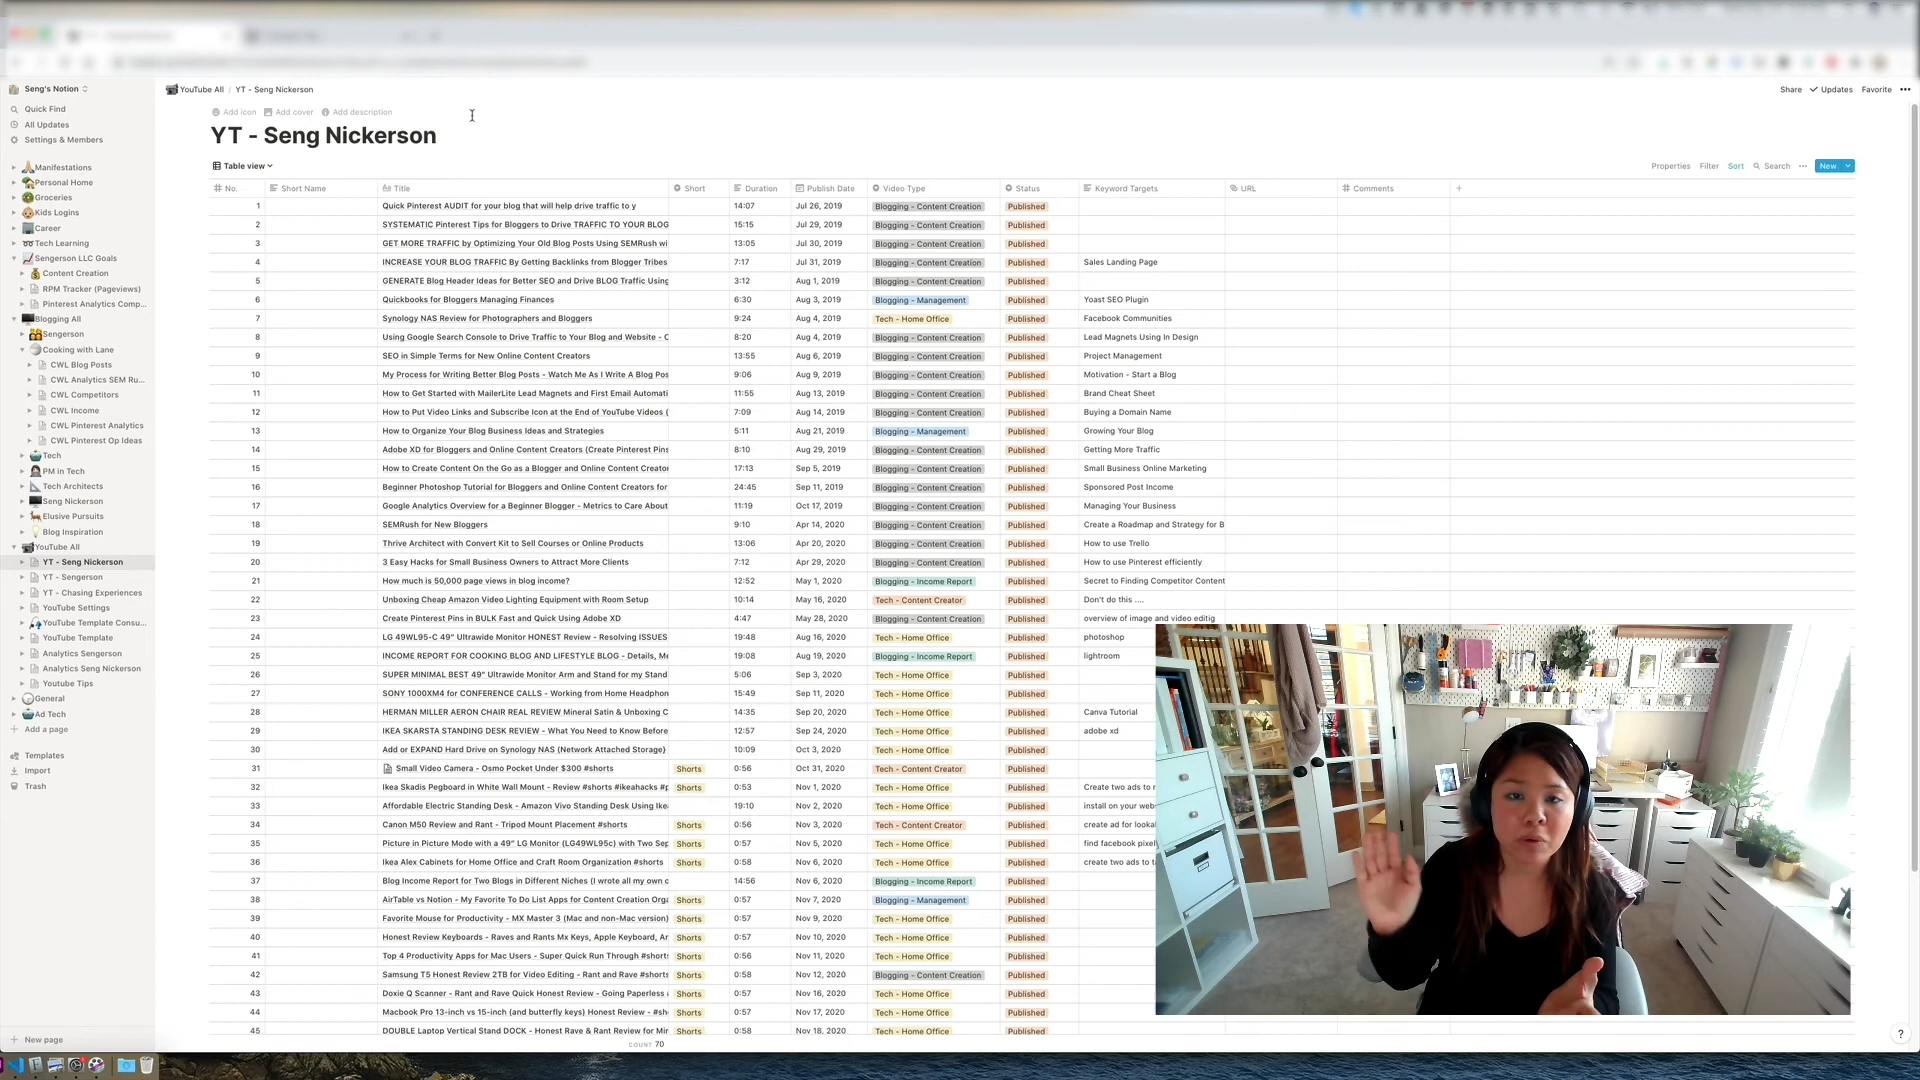 Seng's Notion
Quick Find
All Updates
Settings & Members
Manifestations
Personal Home
Groceries
Kids Logins
Career
Tech Learning
Sengerson LLC Goals
Content Creation
RPM Tracker (Pageviews)
Pinterest Analytics Comp...
Blogging All
Sengerson
Cooking with Lane
CWL Blog Posts
CWL Analytics SEM Ru...
CWL Competitors
CWL Income
CWL Pinterest Analytics
CWL Pinterest Op Ideas
Tech
PM in Tech
Tech Architects
Seng Nickerson
Elusive Pursuits
Blog Inspiration
YouTube All
YT - Seng Nickerson
YT - Sengerson
YT - Chasing Experiences
YouTube Settings
YouTube Template Consu...
YouTube Template
Analytics Sengerson
Analytics Seng Nickerson
Youtube Tips
General
Ad Tech
Add a page
Templates
Import
Trash
New page
YouTube All / YT - Seng Nickerson
Share Updates Favorite
Add icon Add cover Add description
YT - Seng Nickerson
Table view
Properties Filter Sort Search New
No. Short Name Title Short Duration Publish Date Video Type Status Keyword Targets URL Comments
1 Quick Pinterest AUDIT for your blog that will help drive traffic to y 14:07 Jul 26, 2019 Blogging - Content Creation Published
2 SYSTEMATIC Pinterest Tips for Bloggers to Drive TRAFFIC TO YOUR BLOG 15:15 Jul 29, 2019 Blogging - Content Creation Published
3 GET MORE TRAFFIC by Optimizing Your Old Blog Posts Using SEMRush wi 13:05 Jul 30, 2019 Blogging - Content Creation Published
4 INCREASE YOUR BLOG TRAFFIC By Getting Backlinks from Blogger Tribes 7:17 Jul 31, 2019 Blogging - Content Creation Published Sales Landing Page
5 GENERATE Blog Header Ideas for Better SEO and Drive BLOG Traffic Using 3:12 Aug 1, 2019 Blogging - Content Creation Published
6 Quickbooks for Bloggers Managing Finances 6:30 Aug 3, 2019 Blogging - Management Published Yoast SEO Plugin
7 Synology NAS Review for Photographers and Bloggers 9:24 Aug 4, 2019 Tech - Home Office Published Facebook Communities
8 Using Google Search Console to Drive Traffic to Your Blog and Website - C 8:20 Aug 4, 2019 Blogging - Content Creation Published Lead Magnets Using In Design
9 SEO in Simple Terms for New Online Content Creators 13:55 Aug 6, 2019 Blogging - Content Creation Published Project Management
10 My Process for Writing Better Blog Posts - Watch Me As I Write A Blog Pos 9:06 Aug 9, 2019 Blogging - Content Creation Published Motivation - Start a Blog
11 How to Get Started with MailerLite Lead Magnets and First Email Automati 11:55 Aug 13, 2019 Blogging - Content Creation Published Brand Cheat Sheet
12 How to Put Video Links and Subscribe Icon at the End of YouTube Videos ( 7:09 Aug 14, 2019 Blogging - Content Creation Published Buying a Domain Name
13 How to Organize Your Blog Business Ideas and Strategies 5:11 Aug 21, 2019 Blogging - Management Published Growing Your Blog
14 Adobe XD for Bloggers and Online Content Creators (Create Pinterest Pins 8:10 Aug 29, 2019 Blogging - Content Creation Published Getting More Traffic
15 How to Create Content On the Go as a Blogger and Online Content Creator 17:13 Sep 5, 2019 Blogging - Content Creation Published Small Business Online Marketing
16 Beginner Photoshop Tutorial for Bloggers and Online Content Creators for 24:45 Sep 11, 2019 Blogging - Content Creation Published Sponsored Post Income
17 Google Analytics Overview for a Beginner Blogger - Metrics to Care About 11:19 Oct 17, 2019 Blogging - Content Creation Published Managing Your Business
18 SEMRush for New Bloggers 9:10 Apr 14, 2020 Blogging - Content Creation Published Create a Roadmap and Strategy for B
19 Thrive Architect with Convert Kit to Sell Courses or Online Products 13:06 Apr 20, 2020 Blogging - Content Creation Published How to use Trello
20 3 Easy Hacks for Small Business Owners to Attract More Clients 7:12 Apr 29, 2020 Blogging - Content Creation Published How to use Pinterest efficiently
21 How much is 50,000 page views in blog income? 12:52 May 1, 2020 Blogging - Income Report Published Secret to Finding Competitor Content
22 Unboxing Cheap Amazon Video Lighting Equipment with Room Setup 10:14 May 16, 2020 Tech - Content Creator Published Don't do this ....
23 Create Pinterest Pins in BULK Fast and Quick Using Adobe XD 4:47 May 28, 2020 Blogging - Content Creation Published overview of image and video editig
24 LG 49WL95-C 49" Ultrawide Monitor HONEST Review - Resolving ISSUES 19:48 Aug 16, 2020 Tech - Home Office Published photoshop
25 INCOME REPORT FOR COOKING BLOG AND LIFESTYLE BLOG - Details, Me 19:08 Aug 19, 2020 Blogging - Income Report Published lightroom
26 SUPER MINIMAL BEST 49" Ultrawide Monitor Arm and Stand for my Stand 5:06 Sep 3, 2020 Tech - Home Office Published
27 SONY 1000XM4 for CONFERENCE CALLS - Working from Home Headphon 15:49 Sep 11, 2020 Tech - Home Office Published
28 HERMAN MILLER AERON CHAIR REAL REVIEW Mineral Satin & Unboxing C 14:35 Sep 20, 2020 Tech - Home Office Published Canva Tutorial
29 IKEA SKARSTA STANDING DESK REVIEW - What You Need to Know Before 12:57 Sep 24, 2020 Tech - Home Office Published adobe xd
30 Add or EXPAND Hard Drive on Synology NAS (Network Attached Storage) 10:09 Oct 3, 2020 Tech - Home Office Published
31 Small Video Camera - Osmo Pocket Under $300 #shorts Shorts 0:56 Oct 31, 2020 Tech - Content Creator Published
32 Ikea Skadis Pegboard in White Wall Mount - Review #shorts #ikeahacks #p Shorts 0:53 Nov 1, 2020 Tech - Home Office Published Create two ads to r
33 Affordable Electric Standing Desk - Amazon Vivo Standing Desk Using Ike 19:10 Nov 2, 2020 Tech - Home Office Published install on your webs
34 Canon M50 Review and Rant - Tripod Mount Placement #shorts Shorts 0:56 Nov 3, 2020 Tech - Content Creator Published create ad for lookal
35 Picture in Picture Mode with a 49" LG Monitor (LG49WL95c) with Two Sep 0:57 Nov 5, 2020 Tech - Home Office Published find facebook pixel
36 Ikea Alex Cabinets for Home Office and Craft Room Organization #shorts Shorts 0:58 Nov 6, 2020 Tech - Home Office Published create two ads to t
37 Blog Income Report for Two Blogs in Different Niches (I wrote all my own c 14:56 Nov 6, 2020 Blogging - Income Report Published
38 AirTable vs Notion - My Favorite To Do List Apps for Content Creation Orga Shorts 0:57 Nov 7, 2020 Blogging - Management Published
39 Favorite Mouse for Productivity - MX Master 3 (Mac and non-Mac version) Shorts 0:57 Nov 9, 2020 Tech - Home Office Published
40 Honest Review Keyboards - Raves and Rants Mx Keys, Apple Keyboard, Ar Shorts 0:57 Nov 10, 2020 Tech - Home Office Published
41 Top 4 Productivity Apps for Mac Users - Super Quick Run Through #shorts Shorts 0:56 Nov 11, 2020 Tech - Home Office Published
42 Samsung T5 Honest Review 2TB for Video Editing - Rant and Rave #shorts Shorts 0:58 Nov 12, 2020 Blogging - Content Creation Published
43 Doxie Q Scanner - Rant and Rave Quick Honest Review - Going Paperless Shorts 0:57 Nov 16, 2020 Tech - Home Office Published
44 Macbook Pro 13-inch vs 15-inch (and butterfly keys) Honest Review - #sh Shorts 0:57 Nov 17, 2020 Tech - Home Office Published
45 DOUBLE Laptop Vertical Stand DOCK - Honest Rave & Rant Review for Mir Shorts 0:58 Nov 18, 2020 Tech - Home Office Published
COUNT 70
?